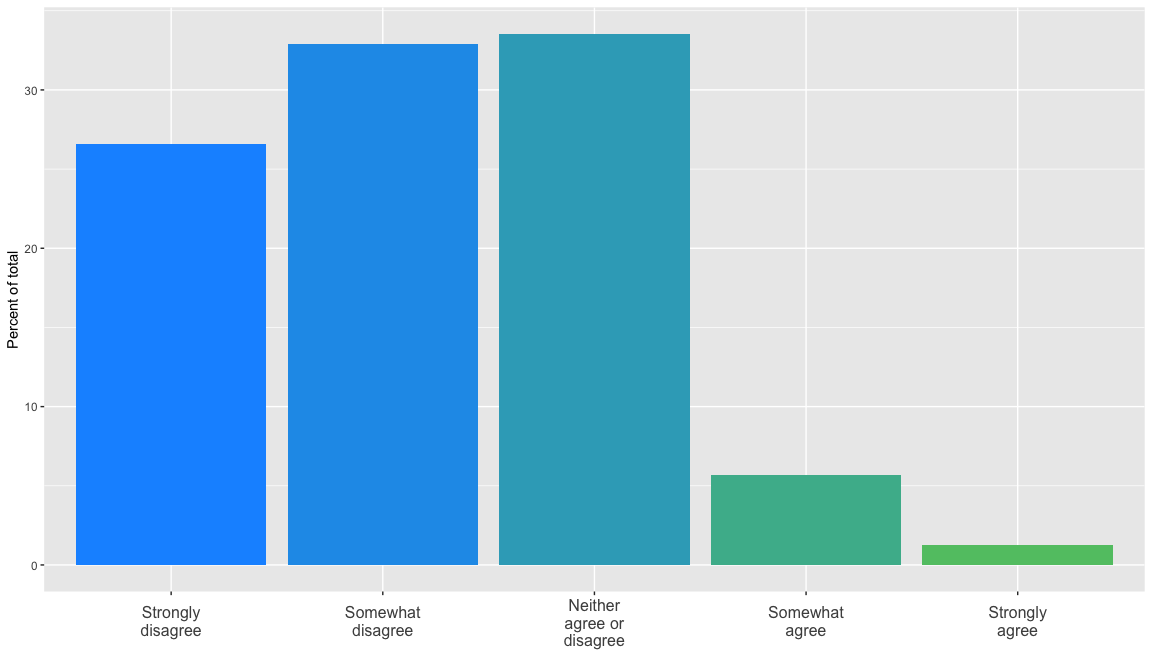 Percent of total
30
20
10
0
Strongly
disagree
Somewhat
disagree
Neither
agree or
disagree
Somewhat
agree
Strongly
agree